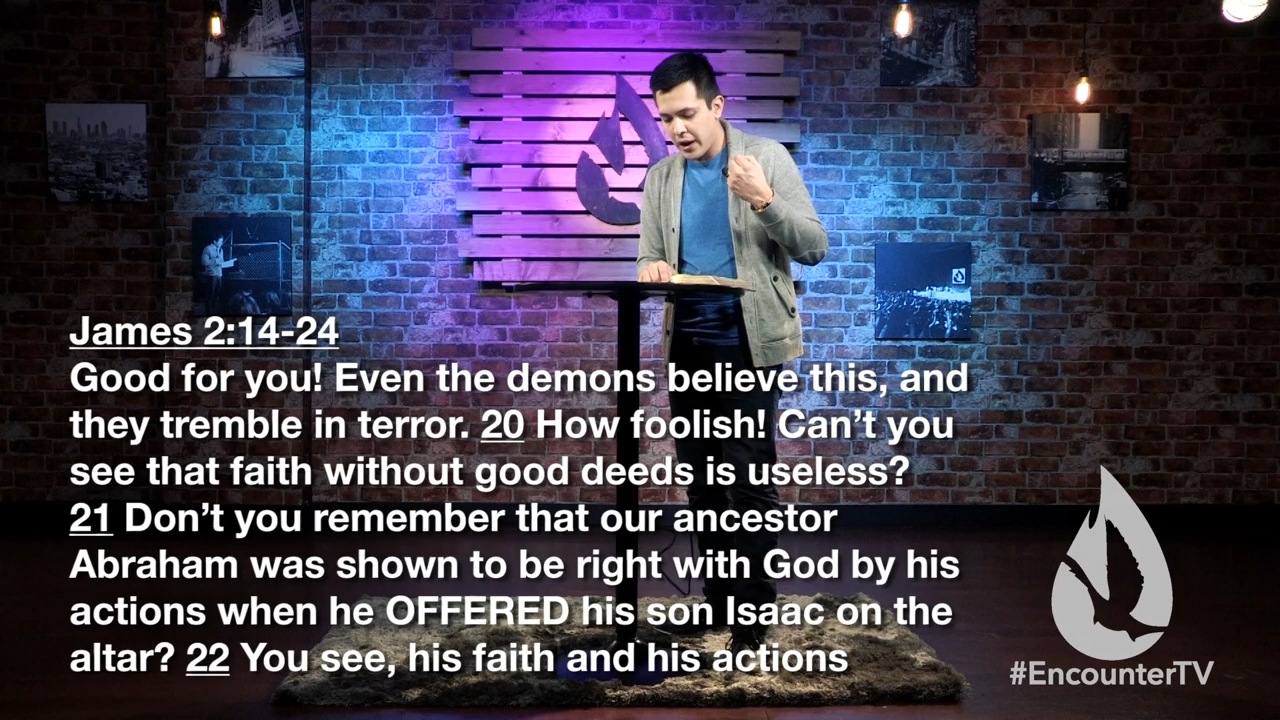 James 2:14-24
Good for you! Even the demons believe this, and
they tremble in terror. 20 How foolish! Can’t you
see that faith without good deeds is useless?
21 Don’t you remember that our ancestor
Abraham was shown to be right with God by his
actions when he OFFERED his son Isaac on the
altar? 22 You see, his faith and his actions
#EncounterTV